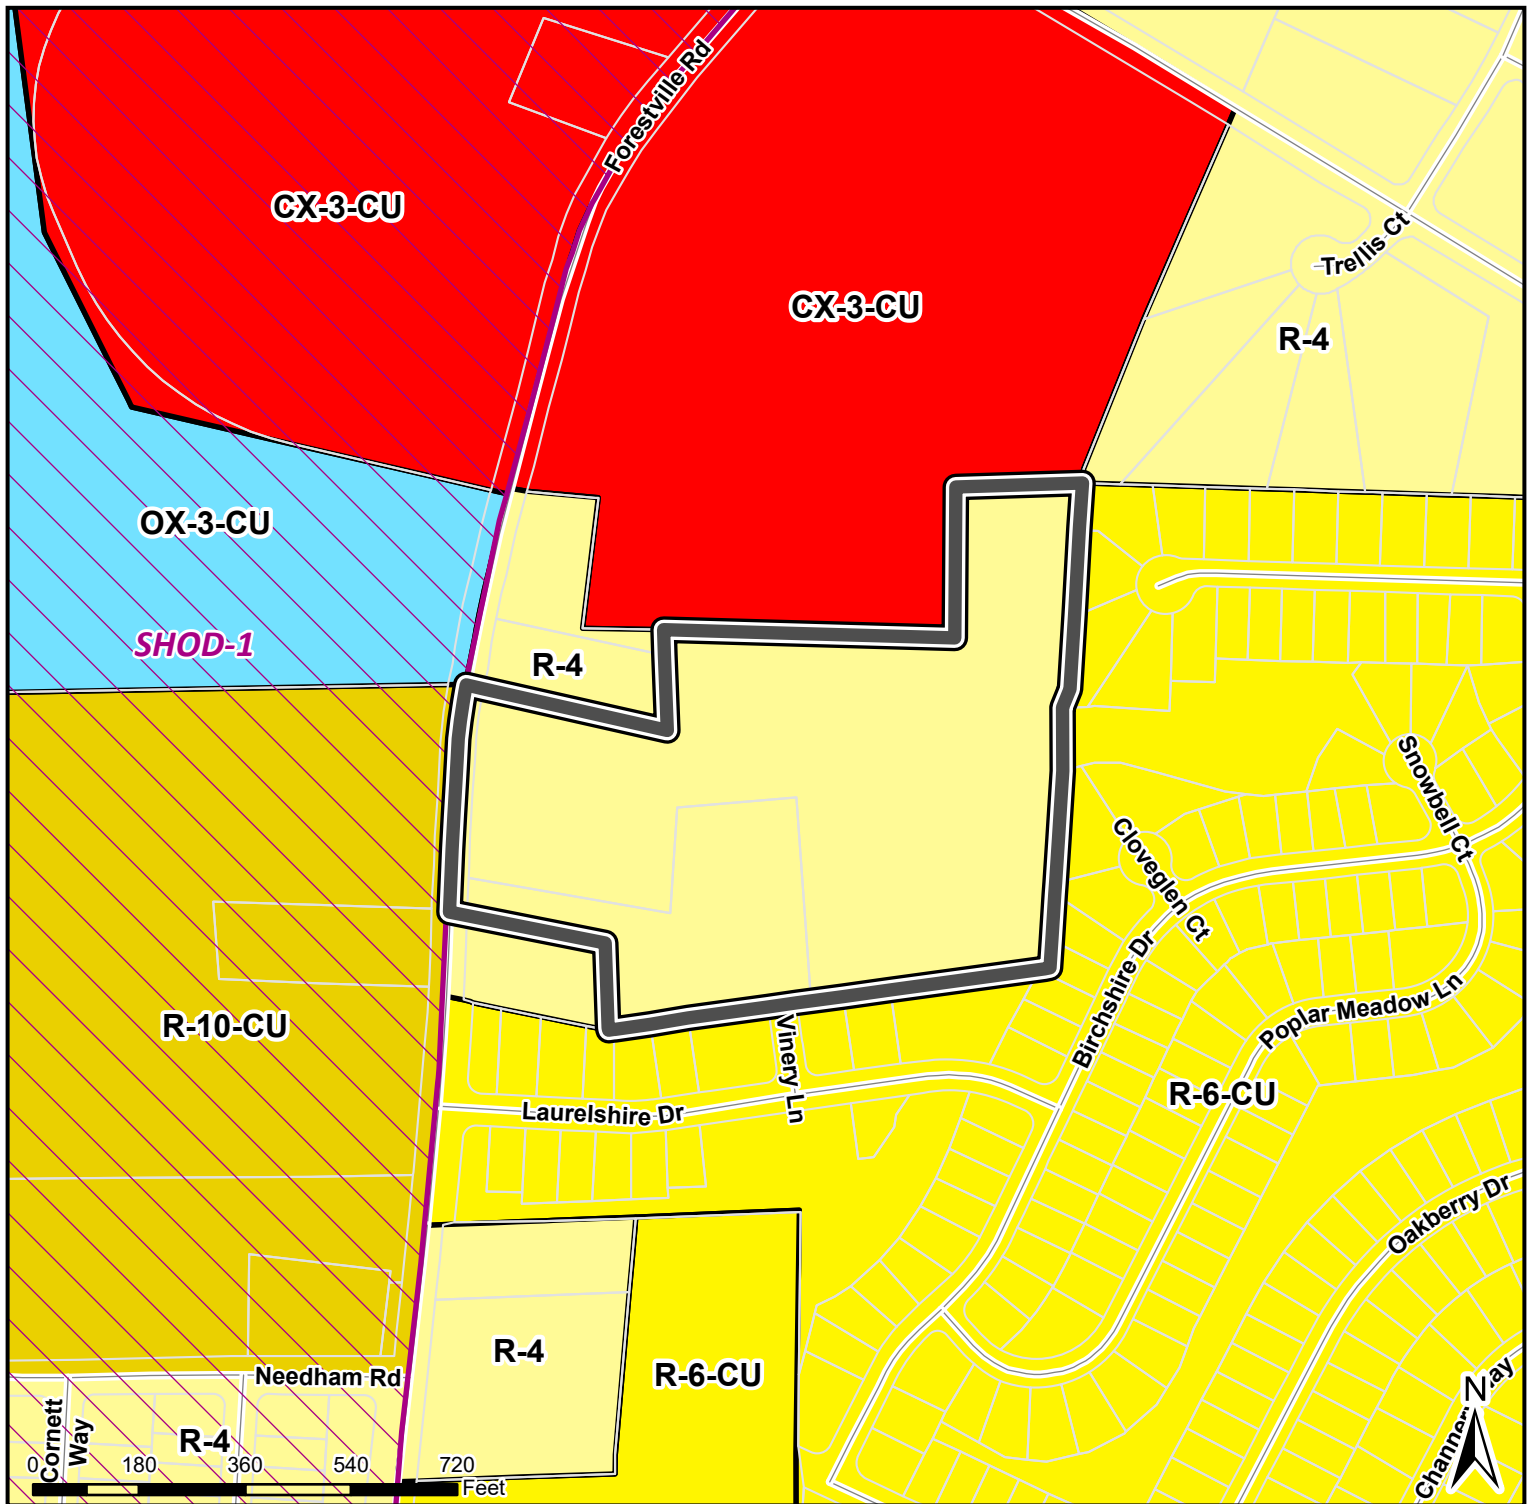 Forestville Rd
CX-3-CU
CX-3-CU
Trellis Ct
R-4
OX-3-CU
SHOD-1
R-4
Snowbell Ct
Cloveglen Ct
Birchshire Dr
Poplar Meadow Ln
R-10-CU
Vinery Ln
R-6-CU
Laurelshire Dr
Oakberry Dr
R-4
R-6-CU
Needham Rd
Cornett
Way
R-4
N
0 180 360 540 720
Feet